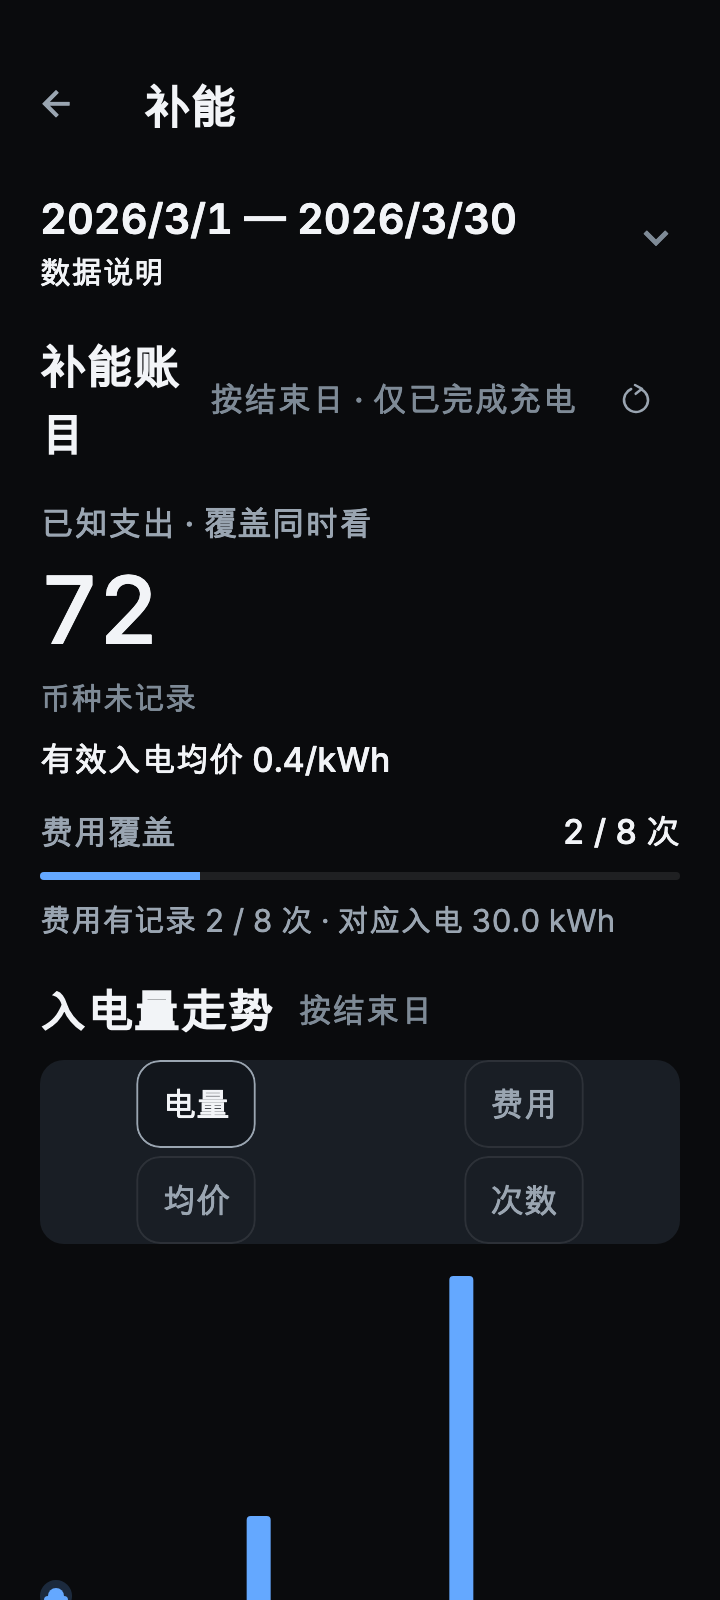 补能
2026/3/1 — 2026/3/30
数据说明
补能账
目
按结束日 · 仅已完成充电
已知支出 · 覆盖同时看
72
币种未记录
有效入电均价 0.4/kWh
费用覆盖 2 / 8 次
费用有记录 2 / 8 次 · 对应入电 30.0 kWh
入电量走势 按结束日
电量 费用
均价 次数